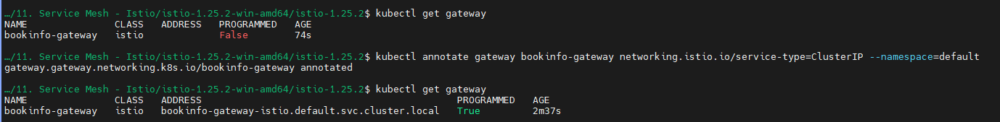 …/11. Service Mesh - Istio/istio-1.25.2-win-amd64/istio-1.25.2$ kubectl get gateway
NAME CLASS ADDRESS PROGRAMMED AGE
bookinfo-gateway istio False 74s
…/11. Service Mesh - Istio/istio-1.25.2-win-amd64/istio-1.25.2$ kubectl annotate gateway bookinfo-gateway networking.istio.io/service-type=ClusterIP --namespace=default
gateway.gateway.networking.k8s.io/bookinfo-gateway annotated
…/11. Service Mesh - Istio/istio-1.25.2-win-amd64/istio-1.25.2$ kubectl get gateway
NAME CLASS ADDRESS PROGRAMMED AGE
bookinfo-gateway istio bookinfo-gateway-istio.default.svc.cluster.local True 2m37s